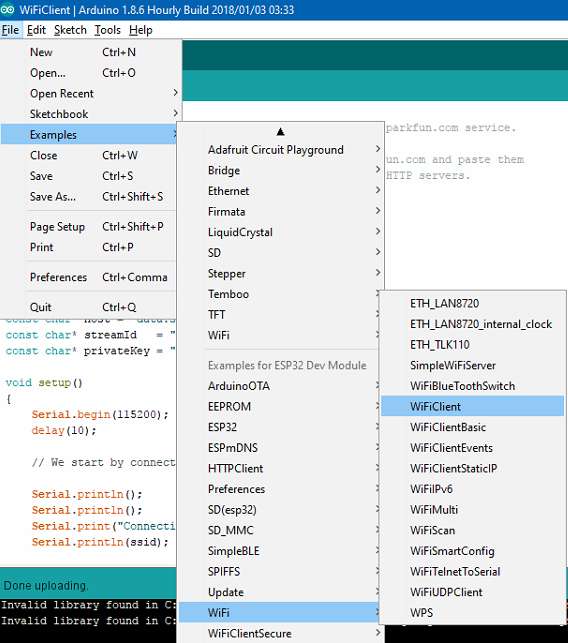 WiFiClient | Arduino 1.8.6 Hourly Build 2018/01/03 03:33
File Edit Sketch Tools Help
New Ctrl+N
Open... Ctrl+O
Open Recent
Sketchbook
Examples
Close Ctrl+W
Save Ctrl+S
Save As... Ctrl+Shift+S
Page Setup Ctrl+Shift+P
Print Ctrl+P
Preferences Ctrl+Comma
Quit Ctrl+Q
Adafruit Circuit Playground
Bridge
Ethernet
Firmata
LiquidCrystal
SD
Stepper
Temboo
TFT
WiFi
Examples for ESP32 Dev Module
ArduinoOTA
EEPROM
ESP32
ESPmDNS
HTTPClient
Preferences
SD(esp32)
SD_MMC
SimpleBLE
SPIFFS
Update
WiFi
WiFiClientSecure
ETH_LAN8720
ETH_LAN8720_internal_clock
ETH_TLK110
SimpleWiFiServer
WiFiBlueToothSwitch
WiFiClient
WiFiClientBasic
WiFiClientEvents
WiFiClientStaticIP
WiFiIPv6
WiFiMulti
WiFiScan
WiFiSmartConfig
WiFiTelnetToSerial
WiFiUDPClient
WPS
parkfun.com service.
un.com and paste them
HTTP servers.
const char* host = "data.s
const char* streamId = "
const char* privateKey = "
void setup()
{
Serial.begin(115200);
delay(10);
// We start by connect
Serial.println();
Serial.println();
Serial.print("Connecti
Serial.println(ssid);
Done uploading.
Invalid library found in C:
Invalid library found in C: